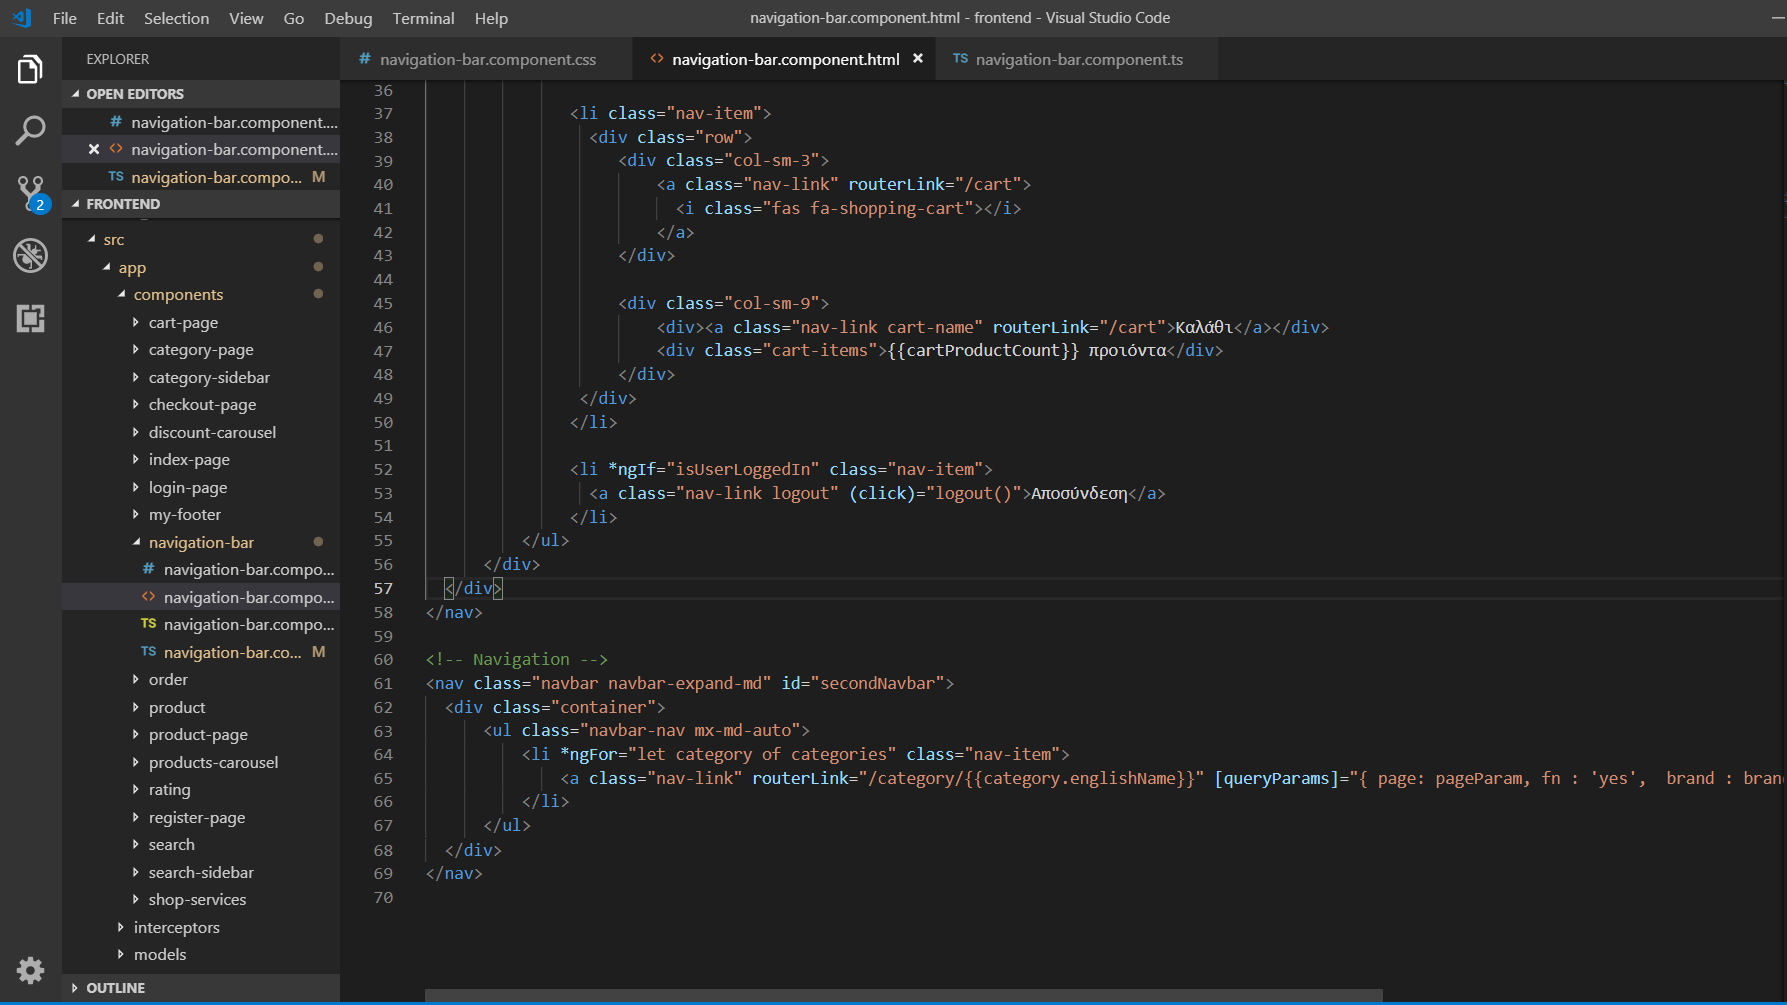 File Edit Selection View Go Debug Terminal Help
navigation-bar.component.html - frontend - Visual Studio Code
EXPLORER
OPEN EDITORS
navigation-bar.component....
navigation-bar.component....
TS navigation-bar.compo... M
2
FRONTEND
src
app
components
cart-page
category-page
category-sidebar
checkout-page
discount-carousel
index-page
login-page
my-footer
navigation-bar
# navigation-bar.compo...
<> navigation-bar.compo...
TS navigation-bar.compo...
TS navigation-bar.co... M
order
product
product-page
products-carousel
rating
register-page
search
search-sidebar
shop-services
interceptors
models
OUTLINE
# navigation-bar.component.css
<> navigation-bar.component.html ×
TS navigation-bar.component.ts
36
37 <li class="nav-item">
38 <div class="row">
39 <div class="col-sm-3">
40 <a class="nav-link" routerLink="/cart">
41 <i class="fas fa-shopping-cart"></i>
42 </a>
43 </div>
44
45 <div class="col-sm-9">
46 <div><a class="nav-link cart-name" routerLink="/cart">Καλάθι</a></div>
47 <div class="cart-items">{{cartProductCount}} προιόντα</div>
48 </div>
49 </div>
50 </li>
51
52 <li *ngIf="isUserLoggedIn" class="nav-item">
53 <a class="nav-link logout" (click)="logout()">Αποσύνδεση</a>
54 </li>
55 </ul>
56 </div>
57 </div>
58 </nav>
59
60 <!-- Navigation -->
61 <nav class="navbar navbar-expand-md" id="secondNavbar">
62 <div class="container">
63 <ul class="navbar-nav mx-md-auto">
64 <li *ngFor="let category of categories" class="nav-item">
65 <a class="nav-link" routerLink="/category/{{category.englishName}}" [queryParams]="{ page: pageParam, fn : 'yes', brand : bran
66 </li>
67 </ul>
68 </div>
69 </nav>
70